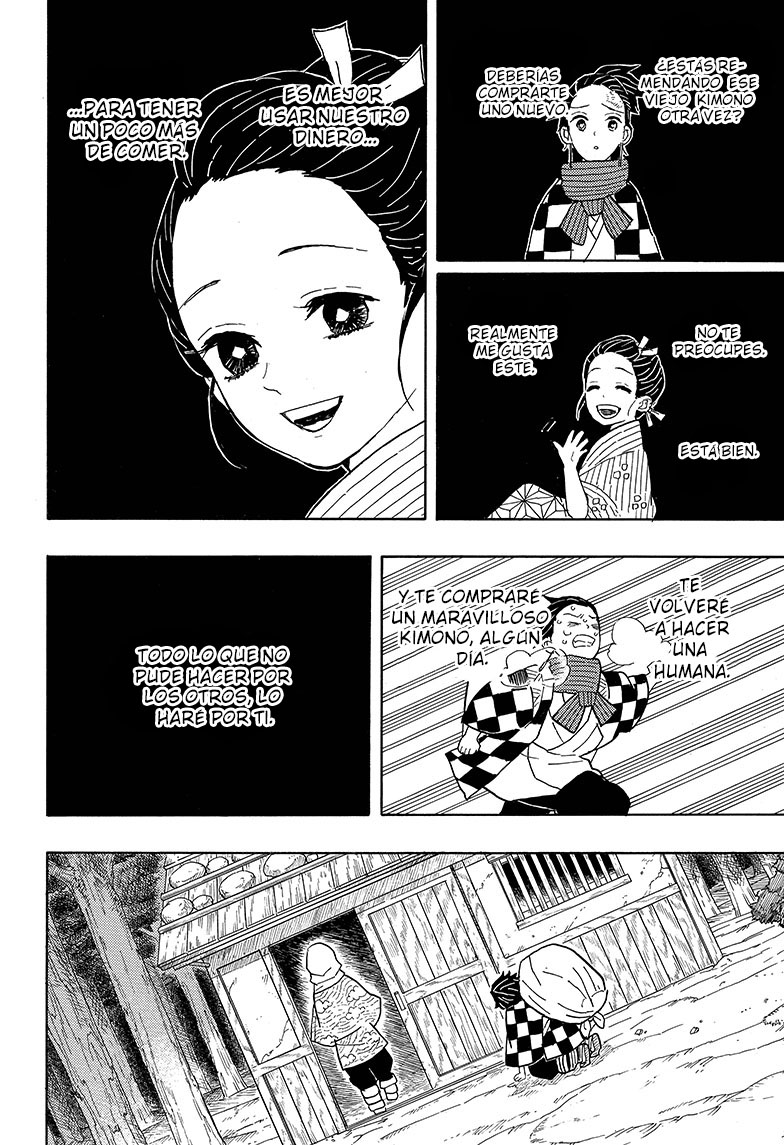 ¿ESTÁS RE-
MENDANDO ESE
VIEJO KIMONO
OTRA VEZ?
DEBERÍAS
COMPRARTE
UNO NUEVO.
NO TE
PREOCUPES.
ESTÁ BIEN.
REALMENTE
ME GUSTA
ESTE.
ES MEJOR
USAR NUESTRO
DINERO...
...PARA TENER
UN POCO MÁS
DE COMER.
TE
VOLVERÉ
A HACER
UNA
HUMANA.
Y TE COMPRARÉ
UN MARAVILLOSO
KIMONO, ALGÚN
DÍA.
TODO LO QUE NO
PUDE HACER POR
LOS OTROS, LO
HARÉ POR TI.